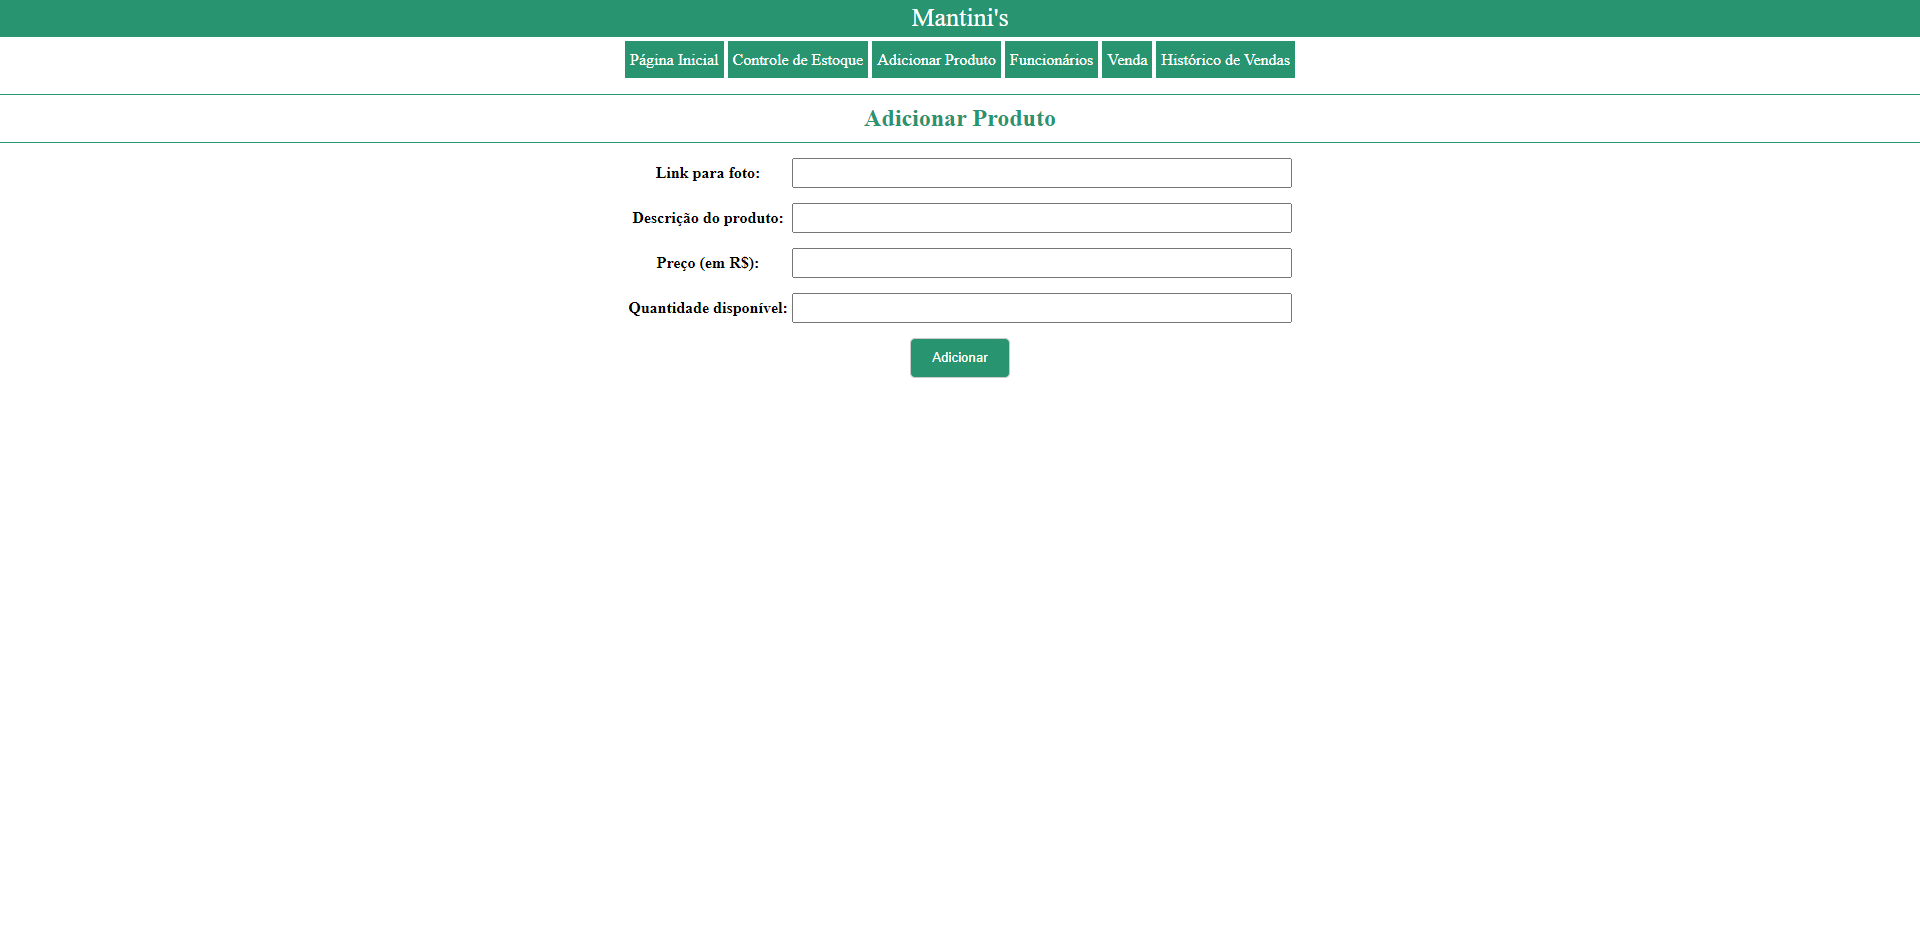 Mantini's
Página Inicial Controle de Estoque Adicionar Produto Funcionários Venda Histórico de Vendas
Adicionar Produto
Link para foto:
Descrição do produto:
Preço (em R$):
Quantidade disponível:
Adicionar